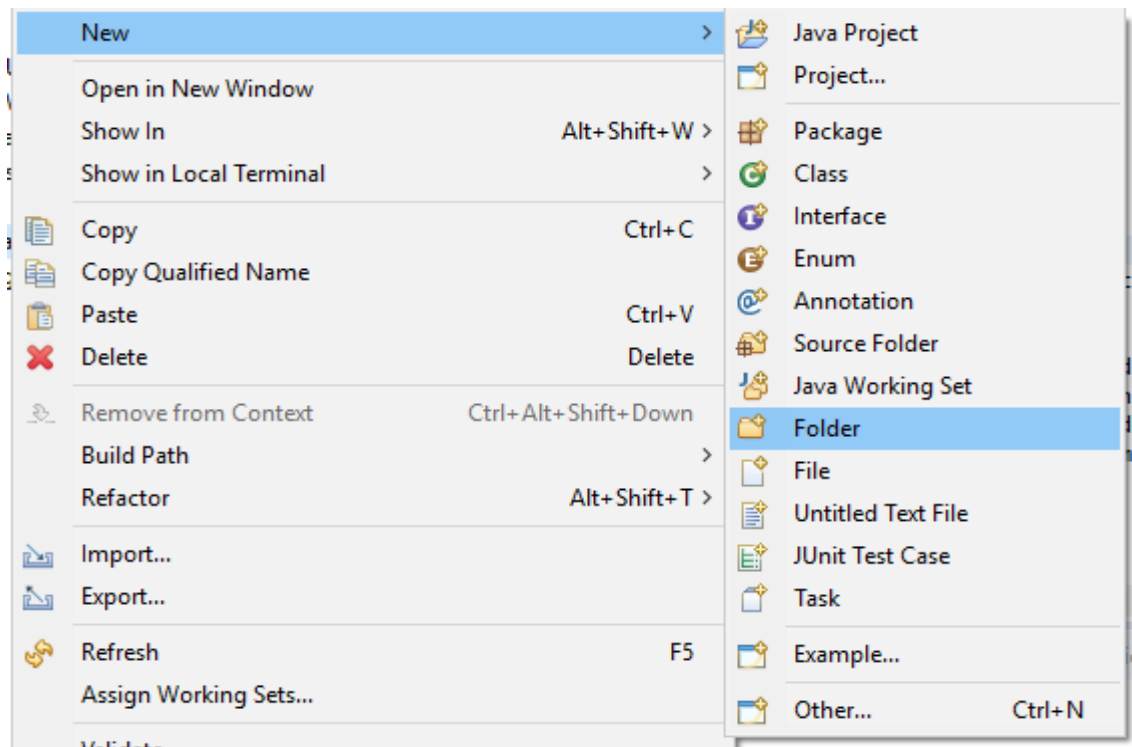 New
Open in New Window
Show In Alt+Shift+W
Show in Local Terminal
Copy Ctrl+C
Copy Qualified Name
Paste Ctrl+V
Delete Delete
Remove from Context Ctrl+Alt+Shift+Down
Build Path
Refactor Alt+Shift+T
Import...
Export...
Refresh F5
Assign Working Sets...
Java Project
Project...
Package
Class
Interface
Enum
Annotation
Source Folder
Java Working Set
Folder
File
Untitled Text File
JUnit Test Case
Task
Example...
Other... Ctrl+N